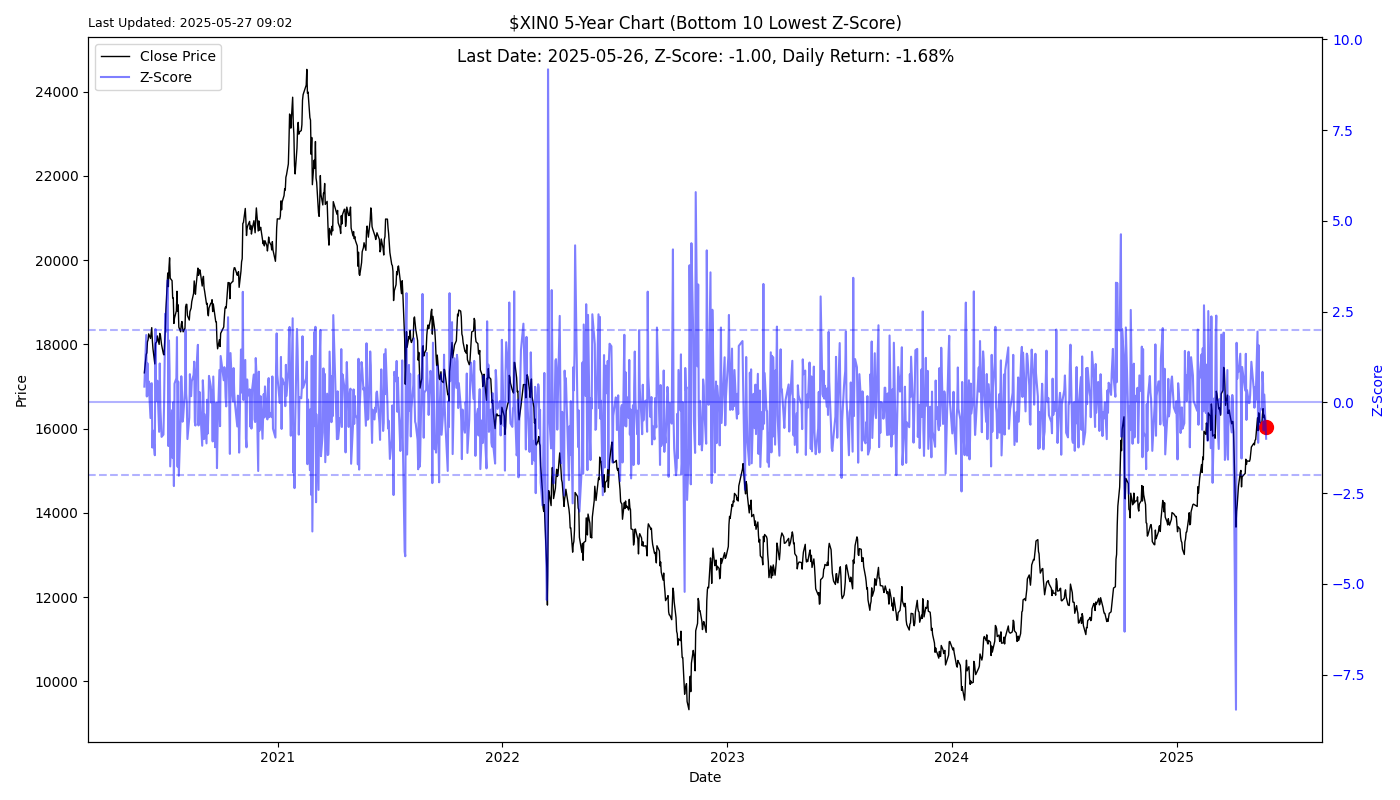 Last Updated: 2025-05-27 09:02
$XIN0 5-Year Chart (Bottom 10 Lowest Z-Score)
Last Date: 2025-05-26, Z-Score: -1.00, Daily Return: -1.68%
Close Price
Z-Score
24000
22000
20000
18000
16000
14000
12000
10000
Price
10.0
7.5
5.0
2.5
0.0
−2.5
−5.0
−7.5
Z-Score
2021
2022
2023
2024
2025
Date